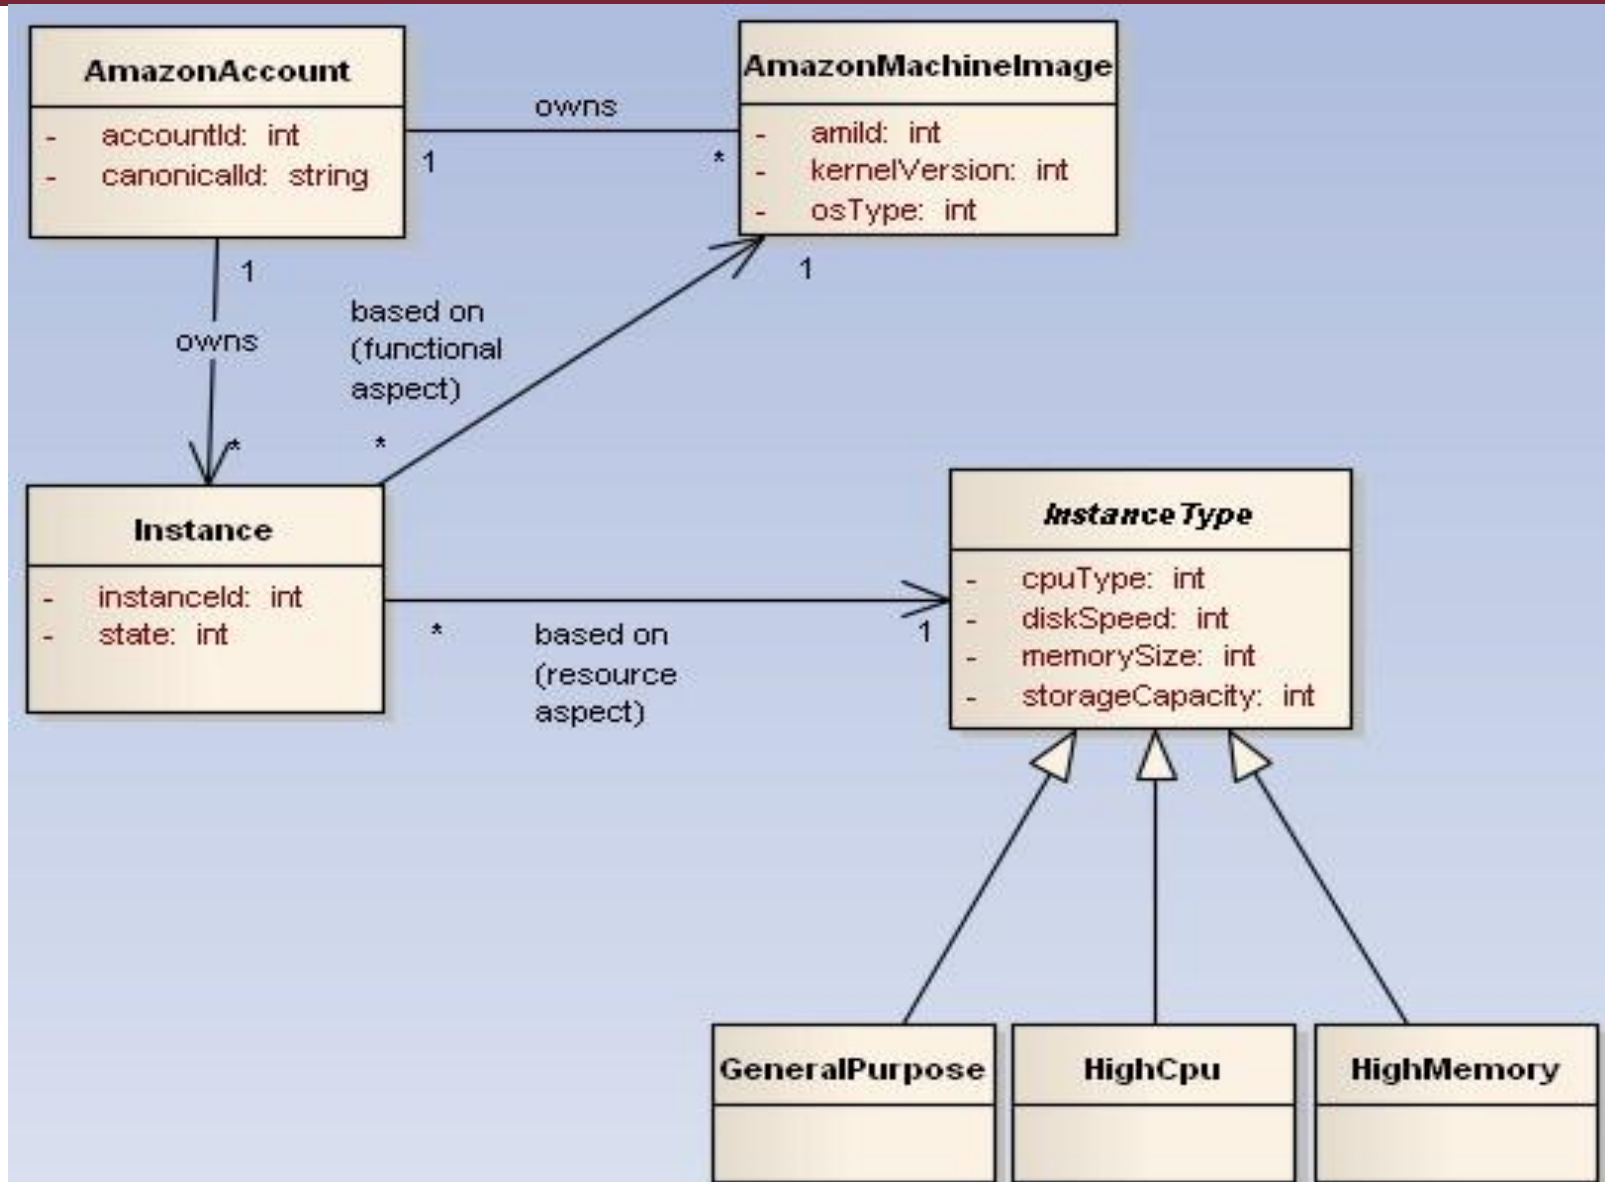 AmazonAccount
- accountId: int
- canonicalId: string
owns
1
*
AmazonMachineImage
- amiId: int
- kernelVersion: int
- osType: int
1
owns
*
based on
(functional
aspect)
*
1
Instance
- instanceId: int
- state: int
*
based on
(resource
aspect)
1
InstanceType
- cpuType: int
- diskSpeed: int
- memorySize: int
- storageCapacity: int
GeneralPurpose
HighCpu
HighMemory